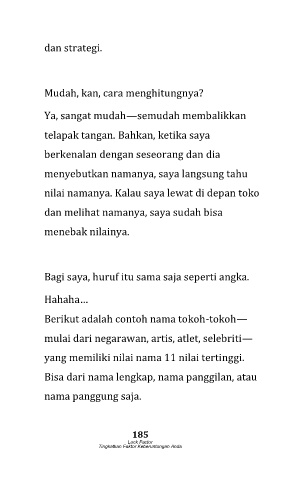 dan strategi.
Mudah, kan, cara menghitungnya?
Ya, sangat mudah—semudah membalikkan
telapak tangan. Bahkan, ketika saya
berkenalan dengan seseorang dan dia
menyebutkan namanya, saya langsung tahu
nilai namanya. Kalau saya lewat di depan toko
dan melihat namanya, saya sudah bisa
menebak nilainya.
Bagi saya, huruf itu sama saja seperti angka.
Hahaha…
Berikut adalah contoh nama tokoh-tokoh—
mulai dari negarawan, artis, atlet, selebriti—
yang memiliki nilai nama 11 nilai tertinggi.
Bisa dari nama lengkap, nama panggilan, atau
nama panggung saja.
185
Luck Factor
Tingkatkan Faktor Keberuntungan Anda